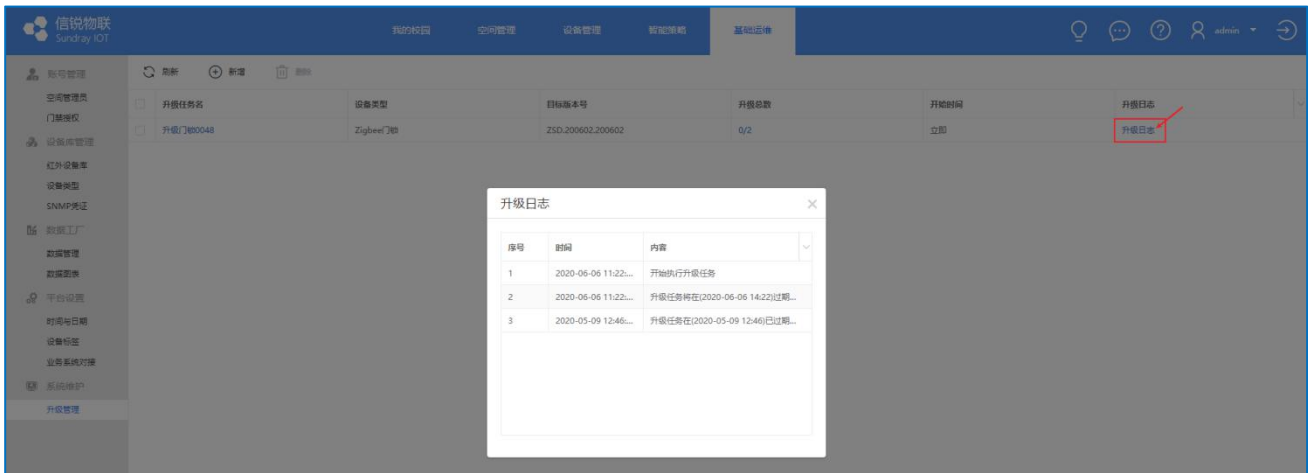 信锐物联
Sundray IOT
我的校园 空间管理 设备管理 智能策略 基础运维
admin
账号管理
空间管理员
门禁授权
设备库管理
红外设备库
设备类型
SNMP凭证
数据工厂
数据管理
数据图表
平台设置
时间与日期
设备标签
业务系统对接
系统维护
升级管理
刷新 新增 删除
升级任务名 设备类型 目标版本号 升级总数 开始时间 升级日志
升级门锁0048 Zigbee门锁 ZSD.200602.200602 0/2 立即 升级日志
升级日志
序号 时间 内容
1 2020-06-06 11:22:... 开始执行升级任务
2 2020-06-06 11:22:... 升级任务将在(2020-06-06 14:22)过期...
3 2020-05-09 12:46:... 升级任务在(2020-05-09 12:46)已过期...